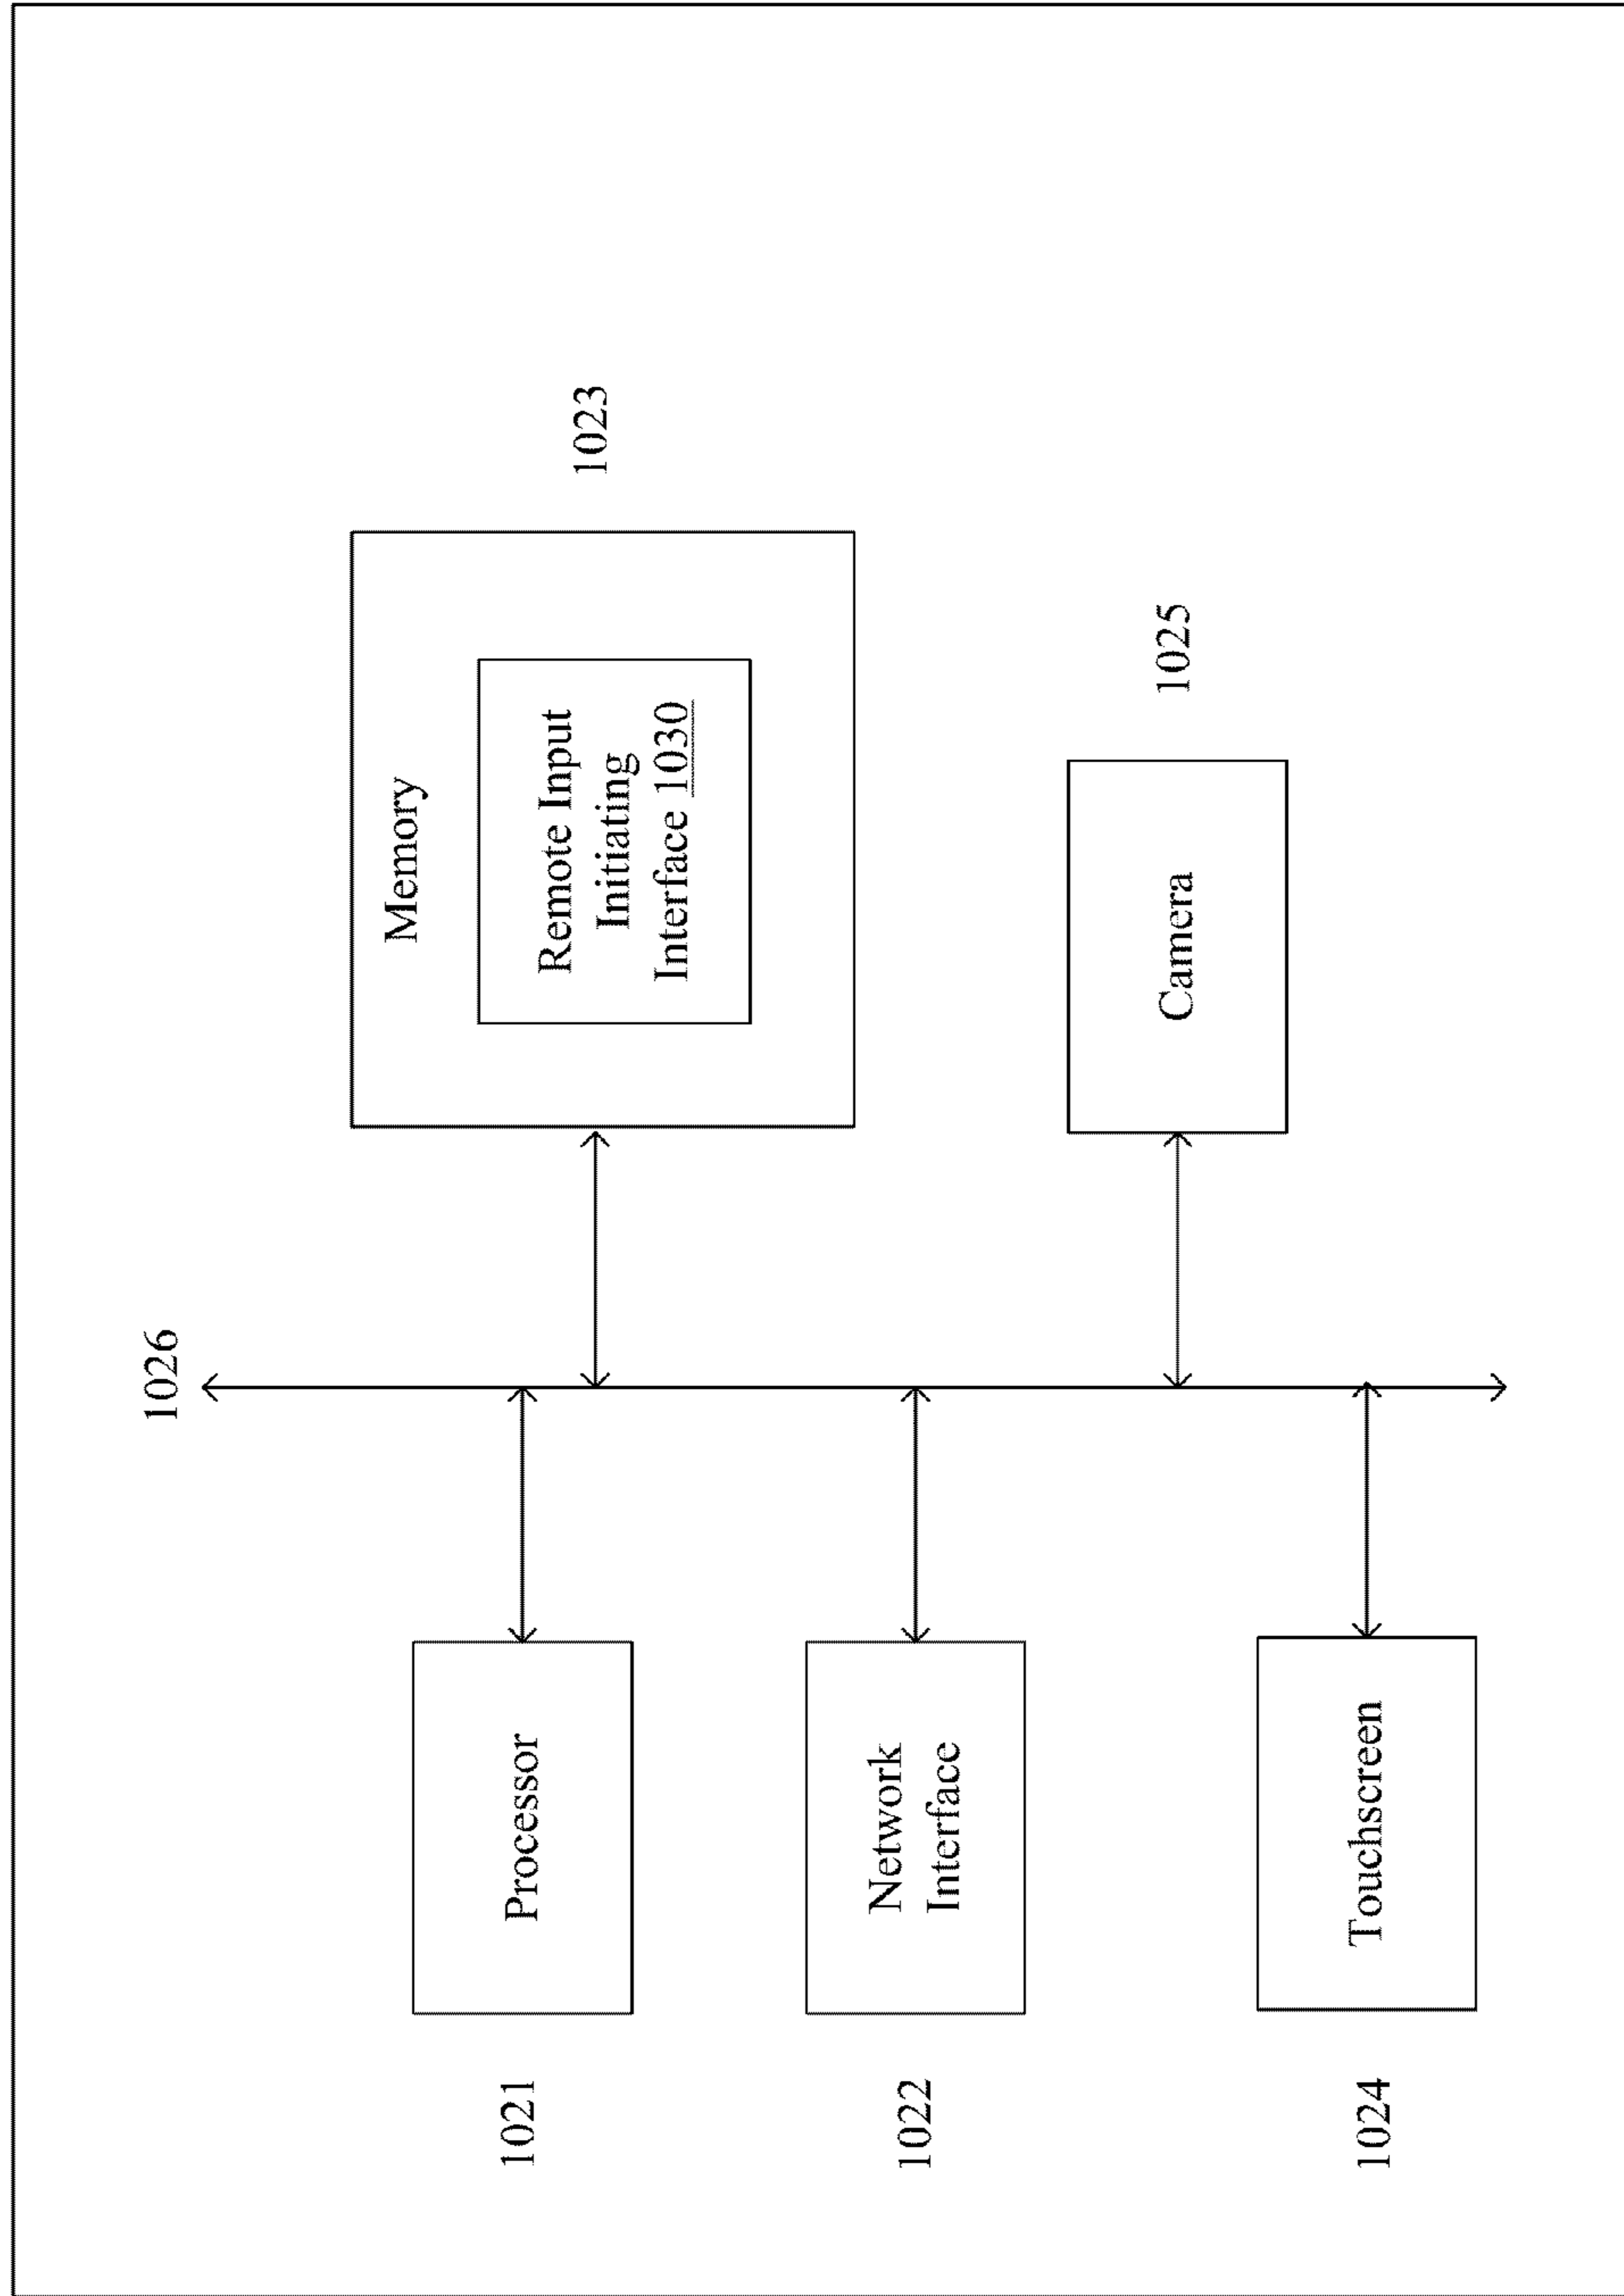 1026
Processor
1021
Memory
Remote Input
Initiating
Interface 1030
1023
Network
Interface
1022
Camera
1025
Touchscreen
1024